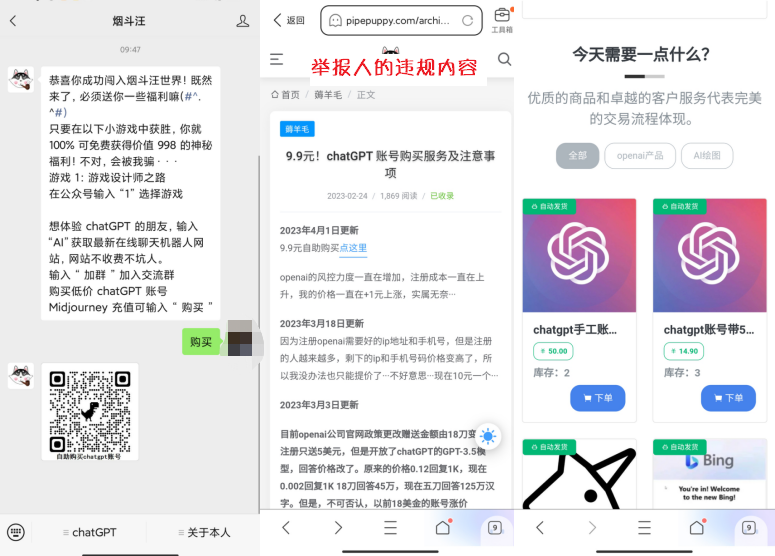 烟斗汪
09:47
恭喜你成功闯入烟斗汪世界! 既然
来了, 必须送你一些福利嘛(#^.
^#)
只要在以下小游戏中获胜, 你就
100% 可免费获得价值 998 的神秘
福利! 不对, 会被我骗···
游戏 1: 游戏设计师之路
在公众号输入 “1” 选择游戏
想体验 chatGPT 的朋友, 输入
“AI” 获取最新在线聊天机器人网
站, 网站不收费不坑人。
输入 “ 加群 ” 加入交流群
购买低价 chatGPT 账号
Midjourney 充值可输入 “ 购买 ”
购买
自助购买chatgpt账号
chatGPT
关于本人
返回
pipepuppy.com/archi...
工具箱
举报人的违规内容
首页 / 薅羊毛 / 正文
薅羊毛
9.9元! chatGPT 账号购买服务及注意事
项
2023-02-24 / 1,869 阅读 / 已收录
2023年4月1日更新
9.9元自助购买点这里
openai的风控力度一直在增加, 注册成本一直在上
升, 我的价格一直在+1元上涨, 实属无奈···
2023年3月18日更新
因为注册openai需要好的ip地址和手机号, 但是注册
的人越来越多, 剩下的ip和手机号码价格变高了, 所
以我没办法也只能提价了···不好意思···现在10元一个···
2023年3月3日更新
目前openai公司官网政策更改赠送金额由18刀变
注册只送5美元, 但是开放了chatGPT的GPT-3.5模
型, 回答价格改了。原来的价格0.12回复1K, 现在
0.002回复1K 18刀回答45万, 现在五刀回答125万汉
字。但是, 不可否认, 以前18美金的账号涨价
9
今天需要一点什么?
优质的商品和卓越的客户服务代表完美
的交易流程体现。
全部
openai产品
AI绘图
自动发货
自动发货
chatgpt手工账...
chatgpt账号带5...
50.00
14.90
库存: 2
库存: 3
下单
下单
自动发货
自动发货
Bing
You're in! Welcome
to the new Bing!
9